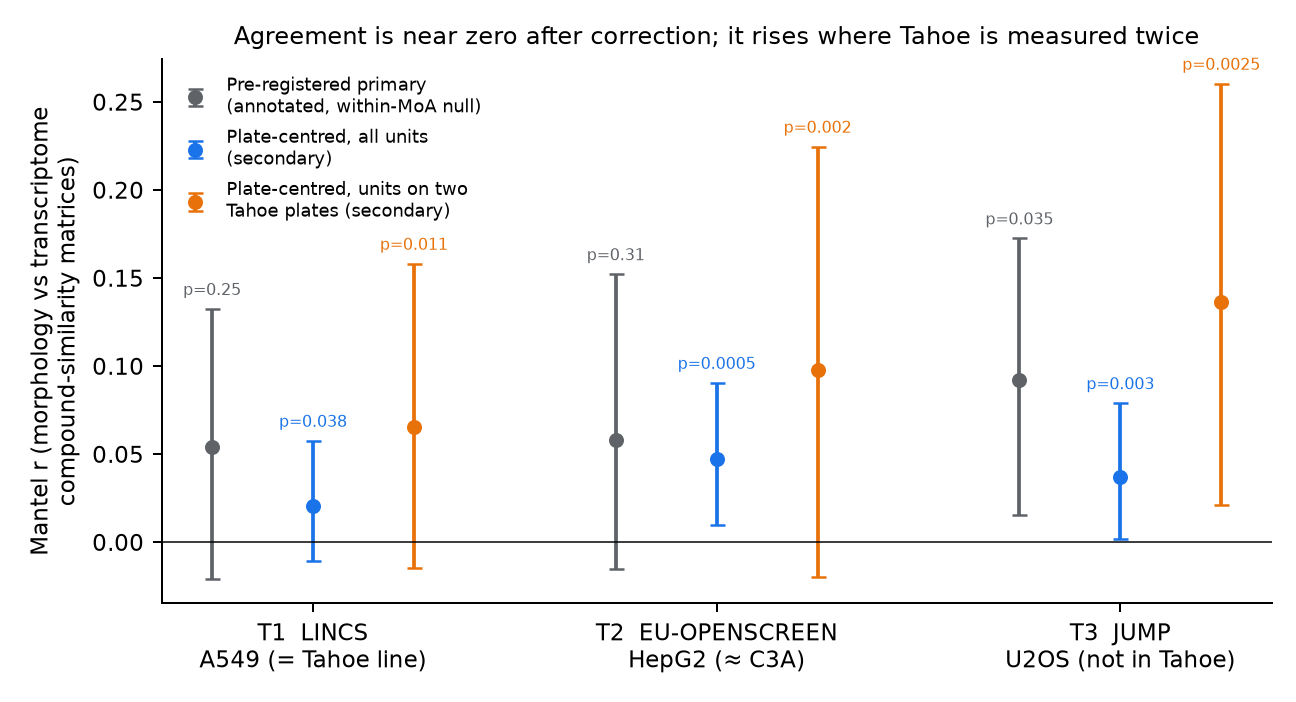 Agreement is near zero after correction; it rises where Tahoe is measured twice
Mantel r (morphology vs transcriptome
compound-similarity matrices)
0.25
0.20
0.15
0.10
0.05
0.00
Pre-registered primary
(annotated, within-MoA null)
Plate-centred, all units
(secondary)
Plate-centred, units on two
Tahoe plates (secondary)
p=0.25
p=0.038
p=0.011
p=0.31
p=0.0005
p=0.002
p=0.035
p=0.003
p=0.0025
T1 LINCS
A549 (= Tahoe line)
T2 EU-OPENSCREEN
HepG2 (≈ C3A)
T3 JUMP
U2OS (not in Tahoe)